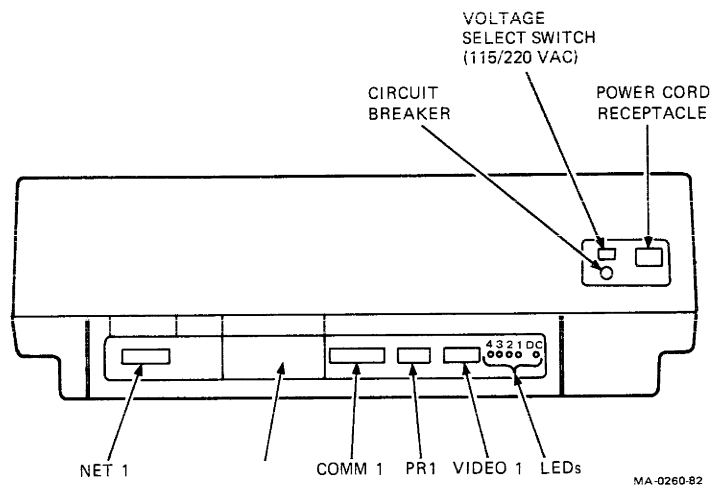 VOLTAGE
SELECT SWITCH
(115/220 VAC)
CIRCUIT
BREAKER
POWER CORD
RECEPTACLE
4 3 2 1 DC
NET 1
COMM 1
PR1
VIDEO 1
LEDs
MA-0260-82